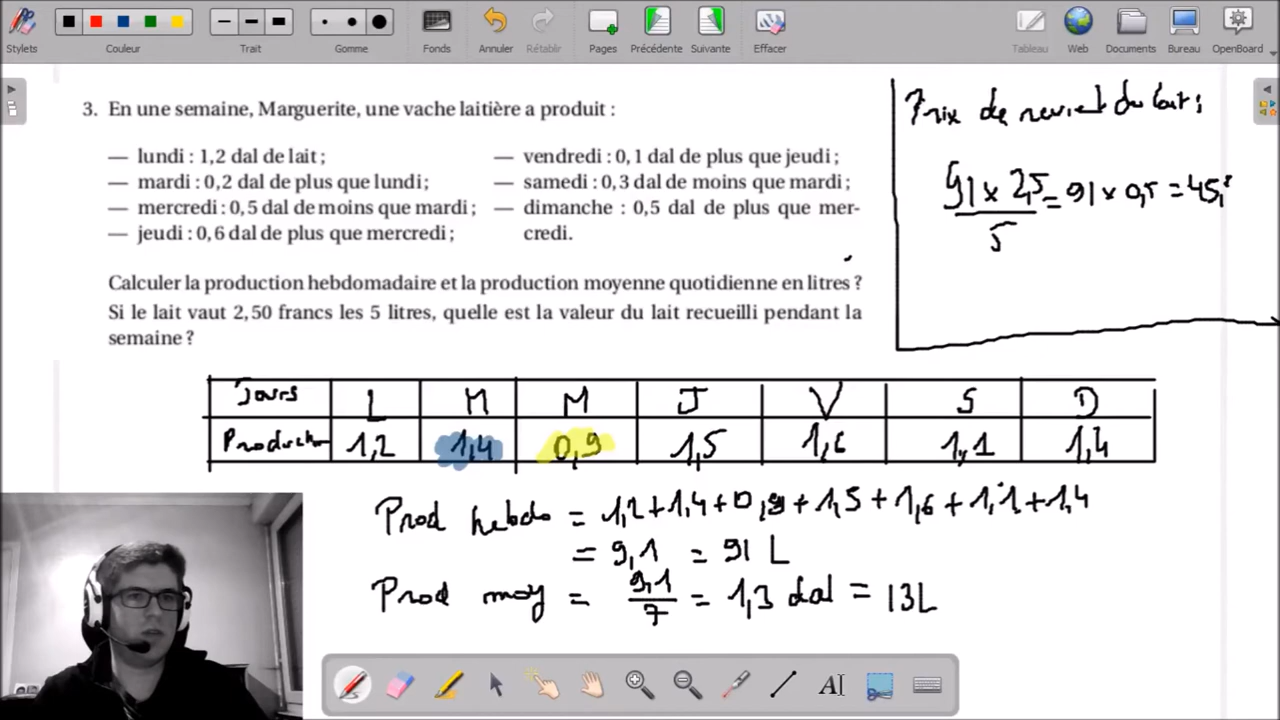 Stylets
Couleur
Trait
Gomme
Fonds
Annuler
Rétablir
Pages
Précédente
Suivante
Effacer
Tableau
Web
Documents
Bureau
OpenBoard
3. En une semaine, Marguerite, une vache laitière a produit :
— lundi : 1,2 dal de lait ;
— mardi : 0,2 dal de plus que lundi ;
— mercredi : 0,5 dal de moins que mardi ;
— jeudi : 0,6 dal de plus que mercredi ;
— vendredi : 0,1 dal de plus que jeudi ;
— samedi : 0,3 dal de moins que mardi ;
— dimanche : 0,5 dal de plus que mer-
credi.
Calculer la production hebdomadaire et la production moyenne quotidienne en litres ?
Si le lait vaut 2,50 francs les 5 litres, quelle est la valeur du lait recueilli pendant la
semaine ?
Prix de revient du lait :
91 × 2,5 = 91 × 0,5 = 45,
5
Jours L M M J V S D
Production 1,2 1,4 0,9 1,5 1,6 1,1 1,4
Prod hebdo = 1,2 + 1,4 + 0,9 + 1,5 + 1,6 + 1,1 + 1,4
= 9,1 = 91 L
Prod moy = 9,1 = 1,3 dal = 13L
7
AI